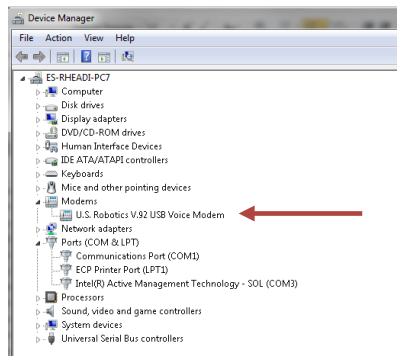 Device Manager
File Action View Help
ES-RHEADI-PC7
Computer
Disk drives
Display adapters
DVD/CD-ROM drives
Human Interface Devices
IDE ATA/ATAPI controllers
Keyboards
Mice and other pointing devices
Modems
U.S. Robotics V.92 USB Voice Modem
Network adapters
Ports (COM & LPT)
Communications Port (COM1)
ECP Printer Port (LPT1)
Intel(R) Active Management Technology - SOL (COM3)
Processors
Sound, video and game controllers
System devices
Universal Serial Bus controllers